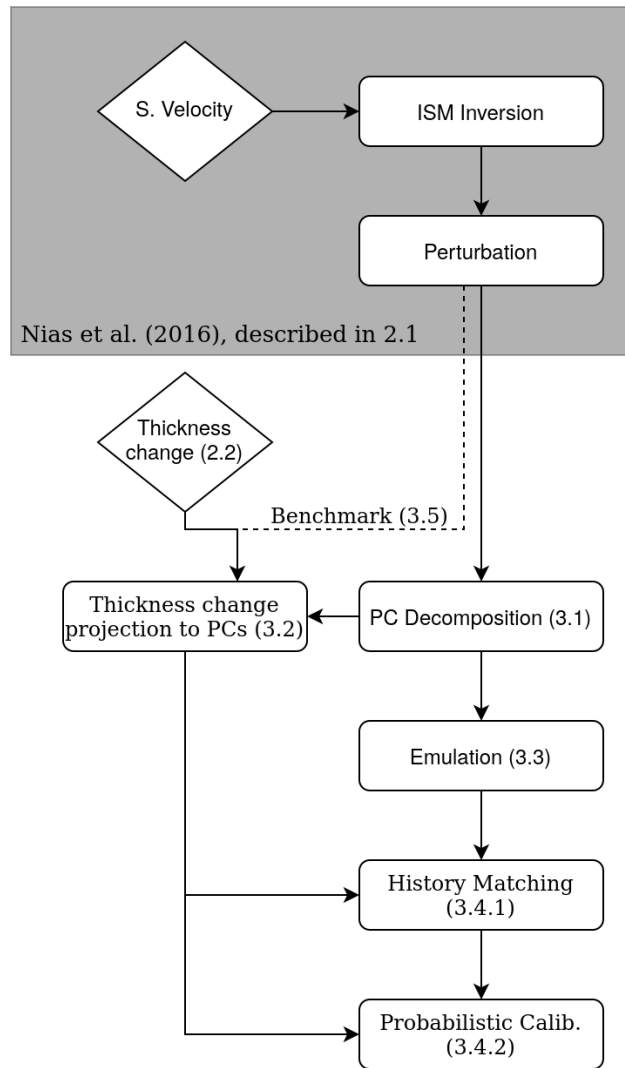 S. Velocity
ISM Inversion
Perturbation
Nias et al. (2016), described in 2.1
Thickness
change (2.2)
Benchmark (3.5)
Thickness change
projection to PCs (3.2)
PC Decomposition (3.1)
Emulation (3.3)
History Matching
(3.4.1)
Probabilistic Calib.
(3.4.2)